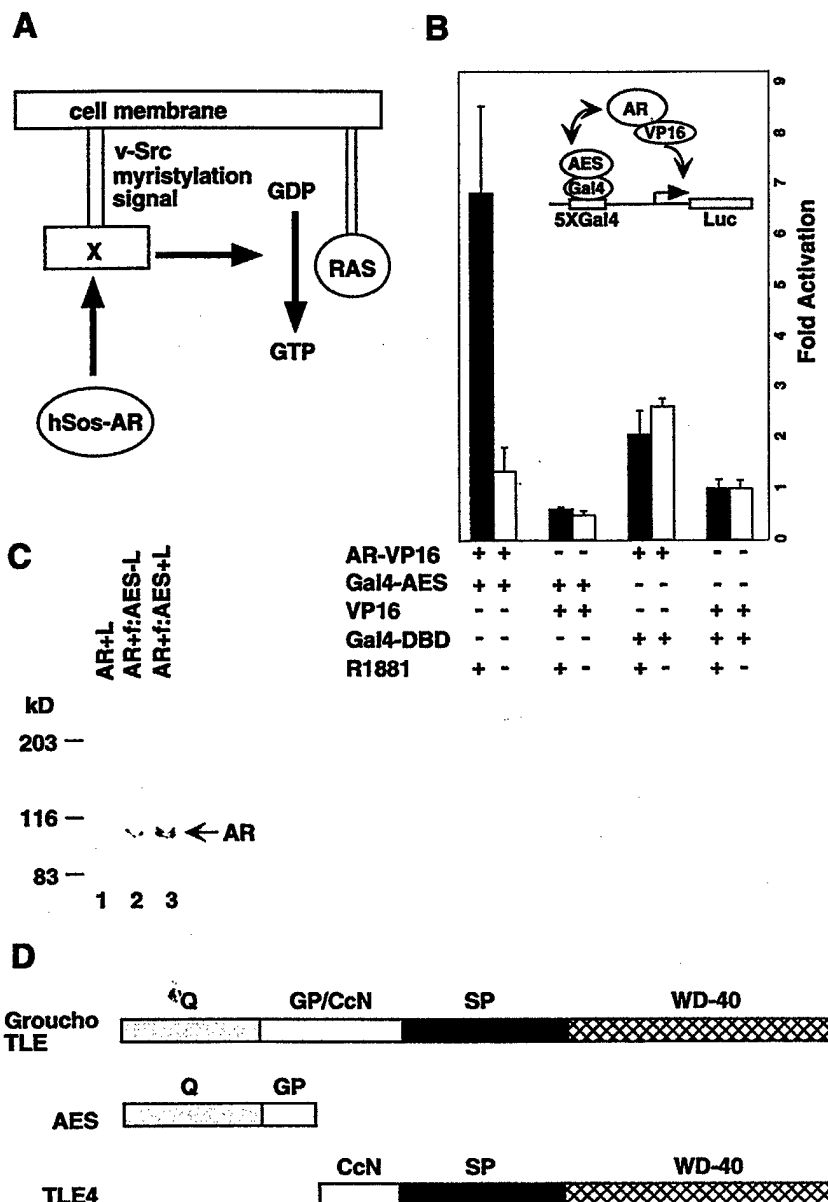 A
cell membrane
v-Src
myristylation
signal
GDP
X
RAS
GTP
hSos-AR
B
AR
VP16
AES
Gal4
5XGal4
Luc
9
8
7
6
5
4
3
2
1
0
Fold Activation
AR-VP16 + + - - + + - -
Gal4-AES + + + + - - - -
VP16 - - + + - - + +
Gal4-DBD - - - - + + + +
R1881 + - + - + - + -
C
AR+L
AR+f:AES-L
AR+f:AES+L
kD
203
116
AR
83
1 2 3
D
Q GP/CcN SP WD-40
Groucho
TLE
Q GP
AES
CcN SP WD-40
TLE4